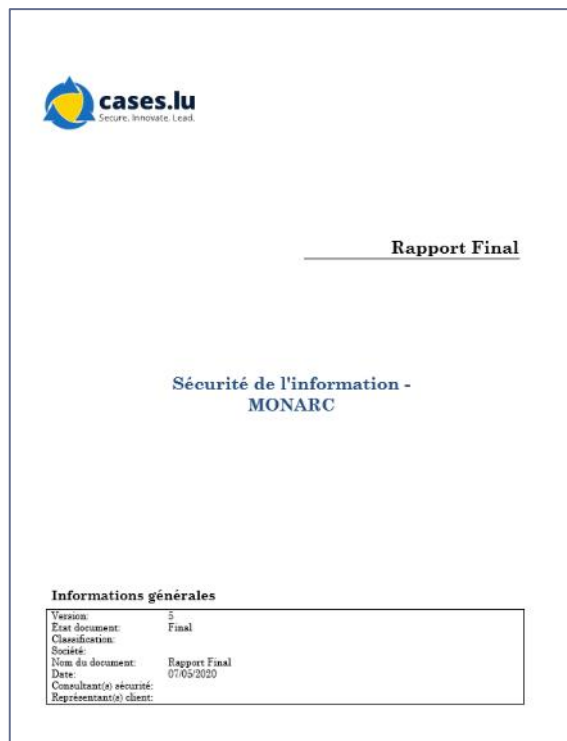 cases.lu
Secure. Innovate. Lead.
Rapport Final
Sécurité de l'information -
MONARC
Informations générales
Version: 5
État document: Final
Classification:
Société:
Nom du document: Rapport Final
Date: 07/05/2020
Consultant(s) sécurité:
Représentant(s) client: